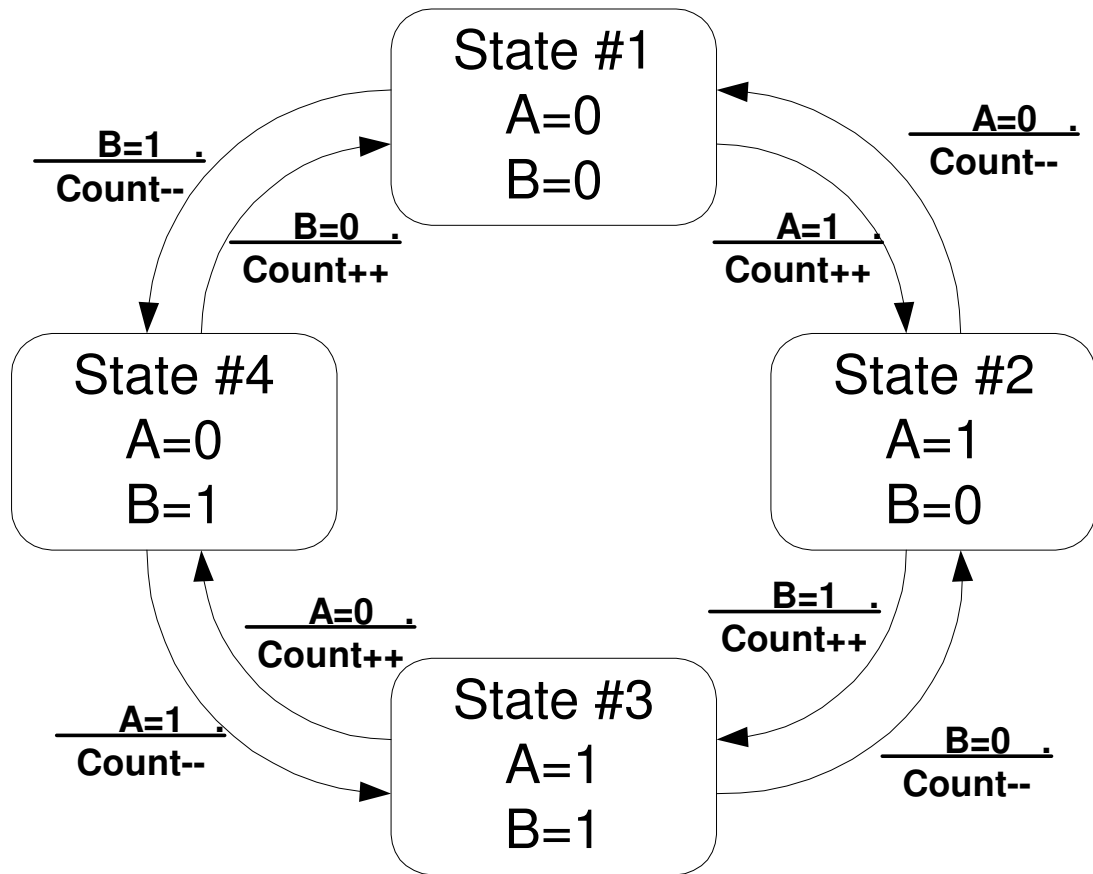 State #1
A=0
B=0
B=1 .
Count--
B=0 .
Count++
A=1 .
Count++
A=0 .
Count--
State #4
A=0
B=1
State #2
A=1
B=0
A=0 .
Count++
B=1 .
Count++
A=1 .
Count--
State #3
A=1
B=1
B=0 .
Count--